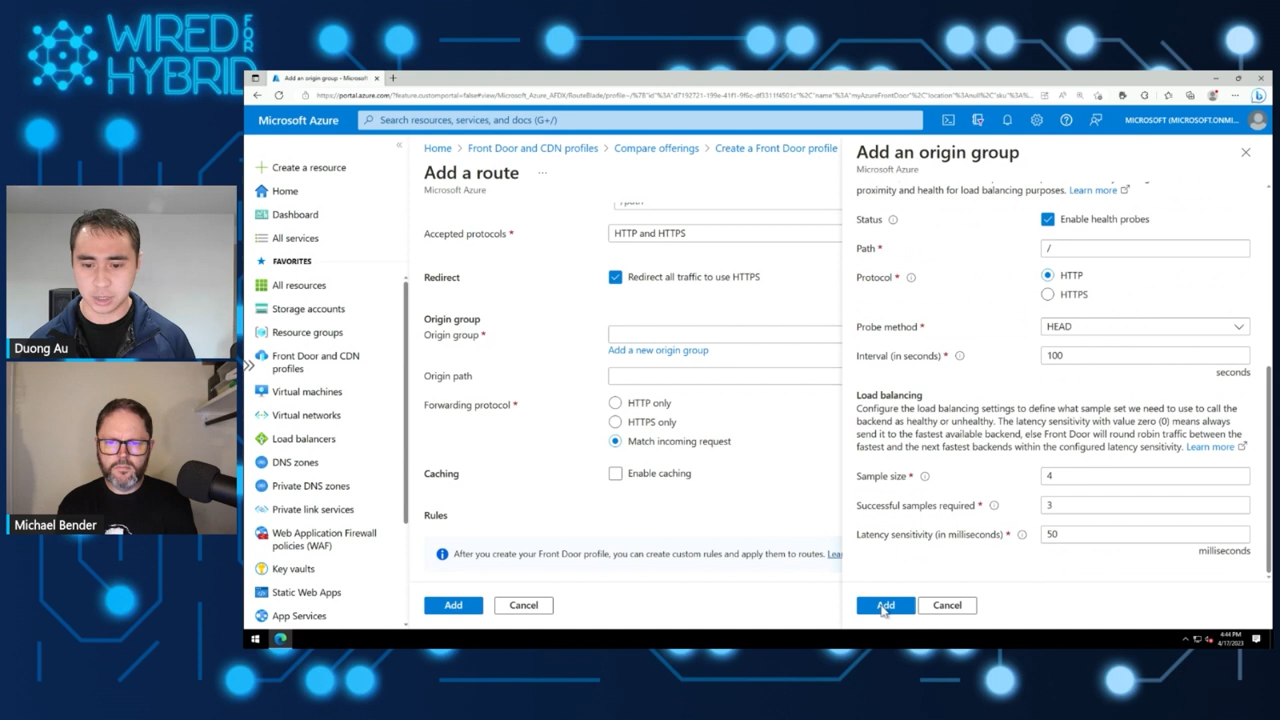 WIRED FOR
HYBRID
Add an origin group - Microsoft
Microsoft Azure
Search resources, services, and docs (G+/)
MICROSOFT (MICROSOFT.ONMI...
Create a resource
Home
Dashboard
All services
FAVORITES
All resources
Storage accounts
Resource groups
Front Door and CDN
profiles
Virtual machines
Virtual networks
Load balancers
DNS zones
Private DNS zones
Private link services
Web Application Firewall
policies (WAF)
Key vaults
Static Web Apps
App Services
Home > Front Door and CDN profiles > Compare offerings > Create a Front Door profile
Add a route ...
Microsoft Azure
Accepted protocols *
HTTP and HTTPS
Redirect
Redirect all traffic to use HTTPS
Origin group
Origin group *
Add a new origin group
Origin path
Forwarding protocol *
HTTP only
HTTPS only
Match incoming request
Caching
Enable caching
Rules
After you create your Front Door profile, you can create custom rules and apply them to routes. Lea
Add
Cancel
Add an origin group
Microsoft Azure
proximity and health for load balancing purposes. Learn more
Status
Enable health probes
Path *
/
Protocol *
HTTP
HTTPS
Probe method *
HEAD
Interval (in seconds) *
100
seconds
Load balancing
Configure the load balancing settings to define what sample set we need to use to call the
backend as healthy or unhealthy. The latency sensitivity with value zero (0) means always
send it to the fastest available backend, else Front Door will round robin traffic between the
fastest and the next fastest backends within the configured latency sensitivity. Learn more
Sample size *
4
Successful samples required *
3
Latency sensitivity (in milliseconds) *
50
milliseconds
Add
Cancel
4:44 PM
4/17/2023
Duong Au
Michael Bender